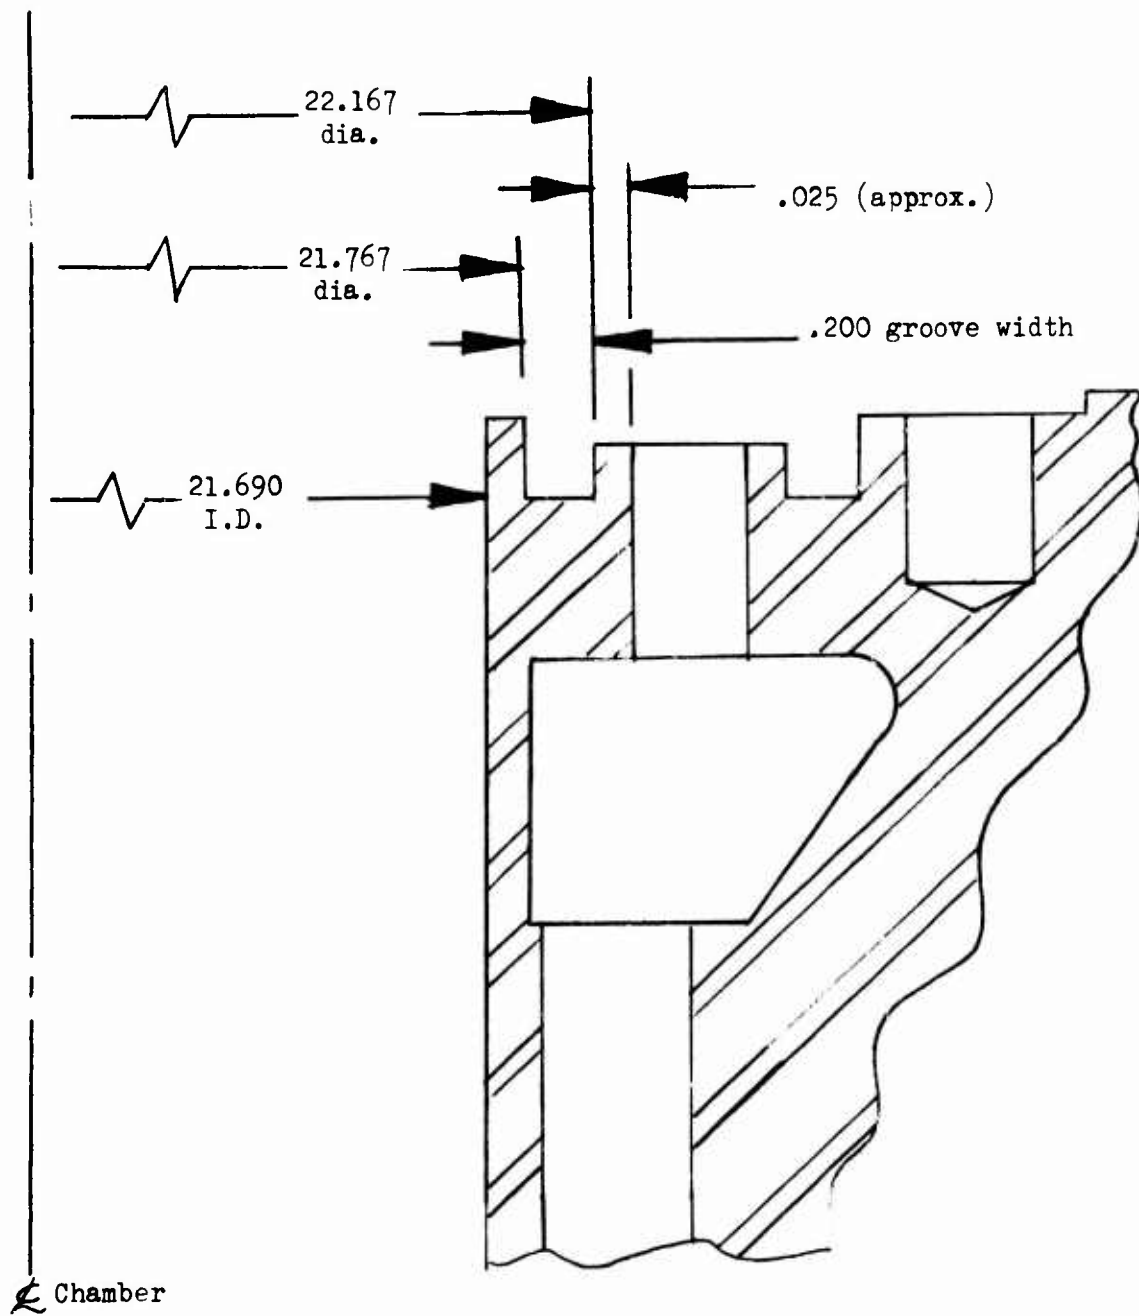 22.167
dia.
.025 (approx.)
21.767
dia.
.200 groove width
21.690
I.D.
℄ Chamber